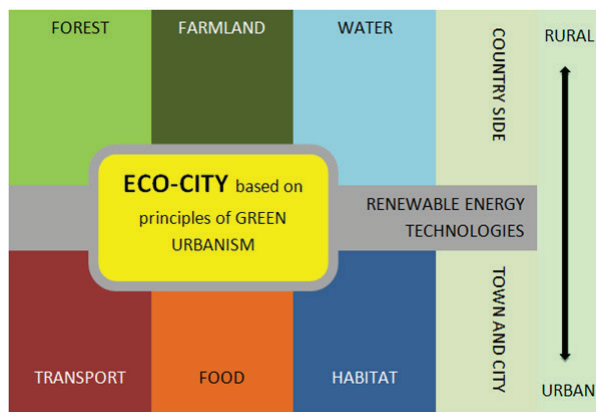 FOREST
FARMLAND
WATER
COUNTRY SIDE
RURAL
ECO-CITY based on
principles of GREEN
URBANISM
RENEWABLE ENERGY
TECHNOLOGIES
TRANSPORT
FOOD
HABITAT
TOWN AND CITY
URBAN